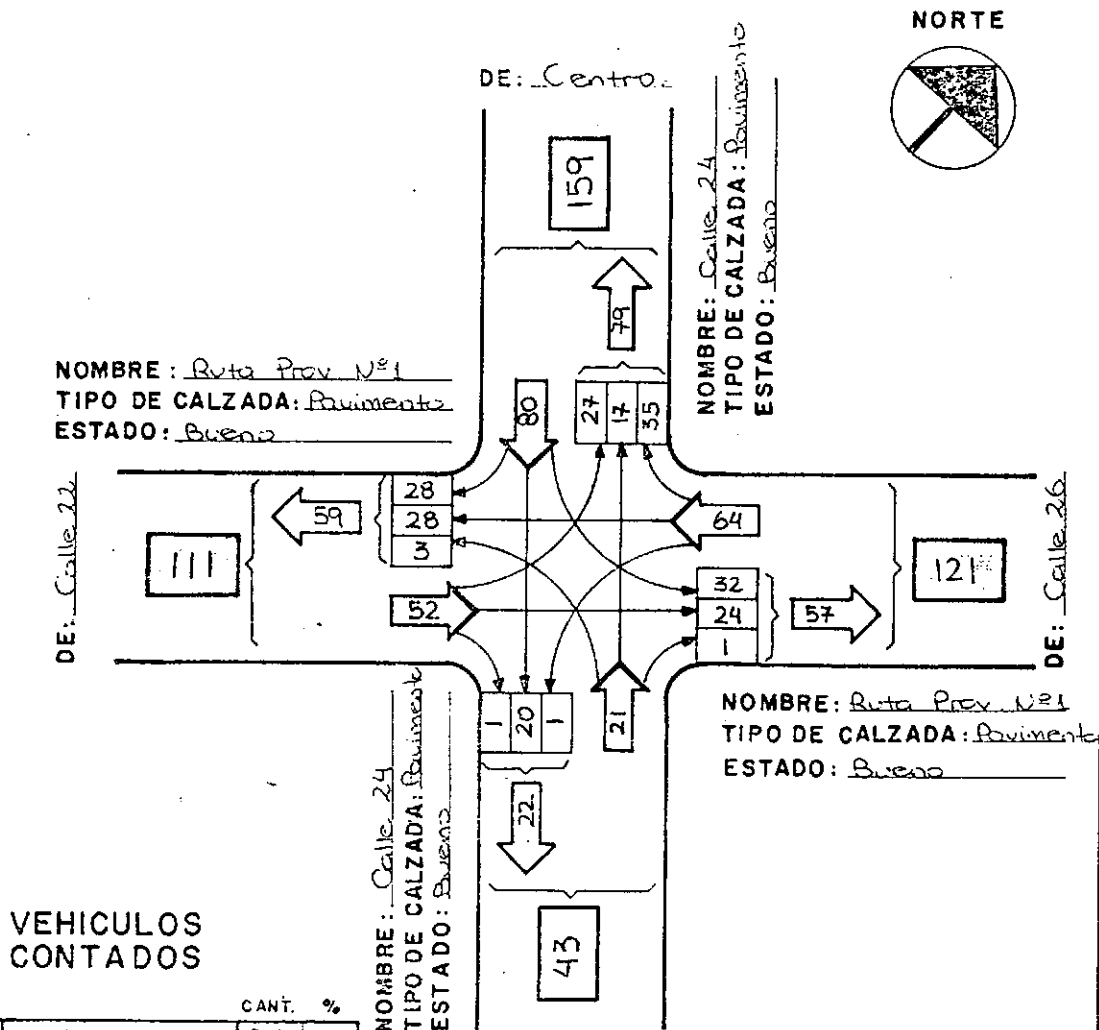 NORTE
DE: Centro
159
NOMBRE: Calle 24
TIPO DE CALZADA: Pavimento
ESTADO: Bueno
79
27 17 35
80
NOMBRE: Ruta Prov Nº1
TIPO DE CALZADA: Pavimento
ESTADO: Bueno
DE: Calle 22
111
59
28
28
3
52
64
32
24
1
57
121
DE: Calle 26
NOMBRE: Ruta Prov Nº1
TIPO DE CALZADA: Pavimento
ESTADO: Bueno
1 20 1
21
22
43
NOMBRE: Calle 24
TIPO DE CALZADA: Paviment
ESTADO: Bueno
VEHICULOS
CONTADOS
CANT. %